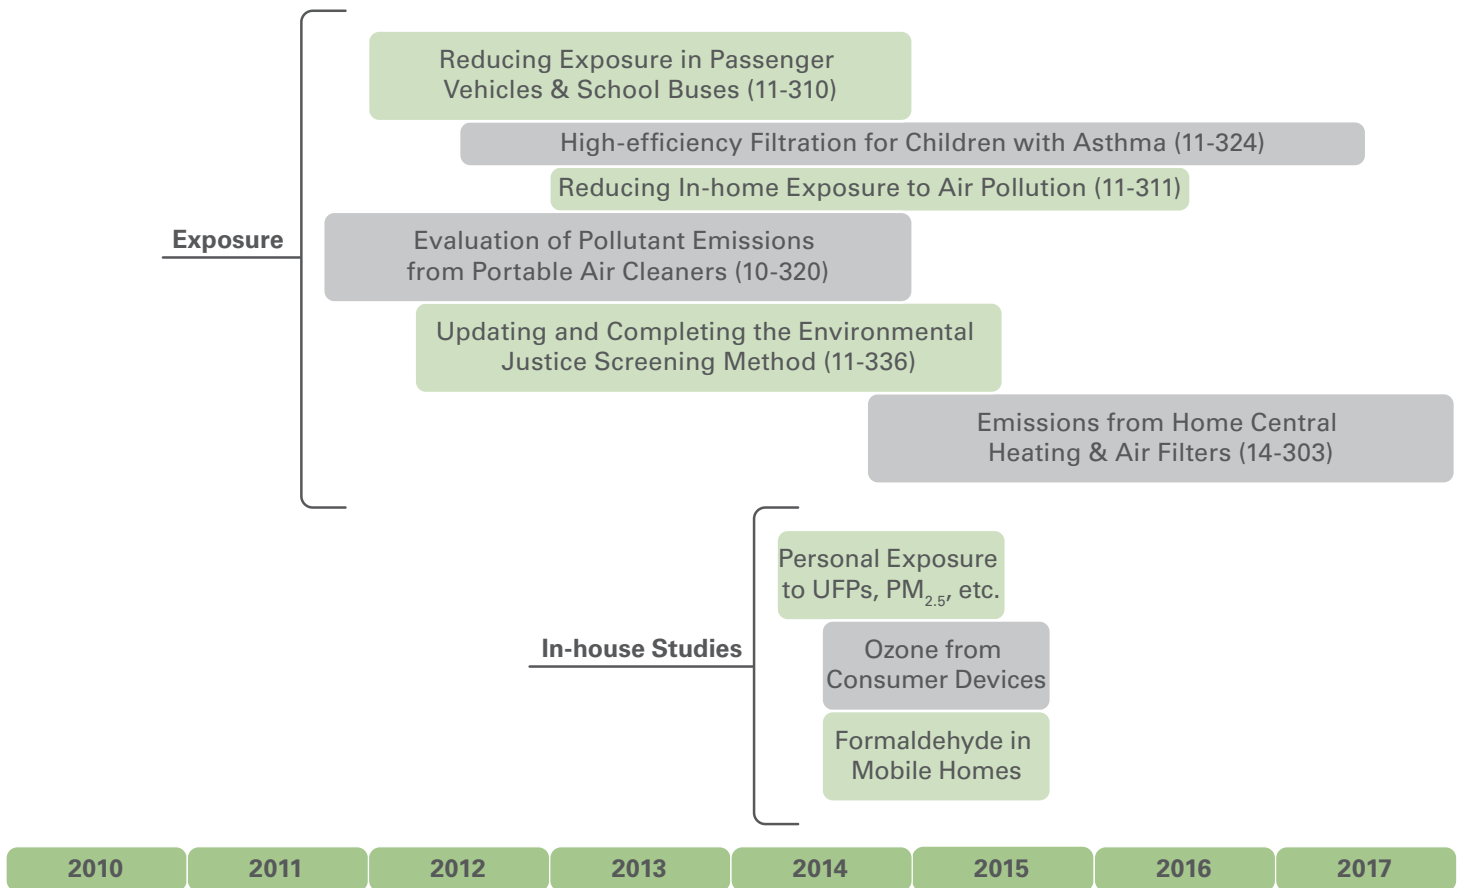 Reducing Exposure in Passenger
Vehicles & School Buses (11-310)
High-efficiency Filtration for Children with Asthma (11-324)
Reducing In-home Exposure to Air Pollution (11-311)
Exposure
Evaluation of Pollutant Emissions
from Portable Air Cleaners (10-320)
Updating and Completing the Environmental
Justice Screening Method (11-336)
Emissions from Home Central
Heating & Air Filters (14-303)
Personal Exposure
to UFPs, PM2.5, etc.
In-house Studies
Ozone from
Consumer Devices
Formaldehyde in
Mobile Homes
2010 2011 2012 2013 2014 2015 2016 2017